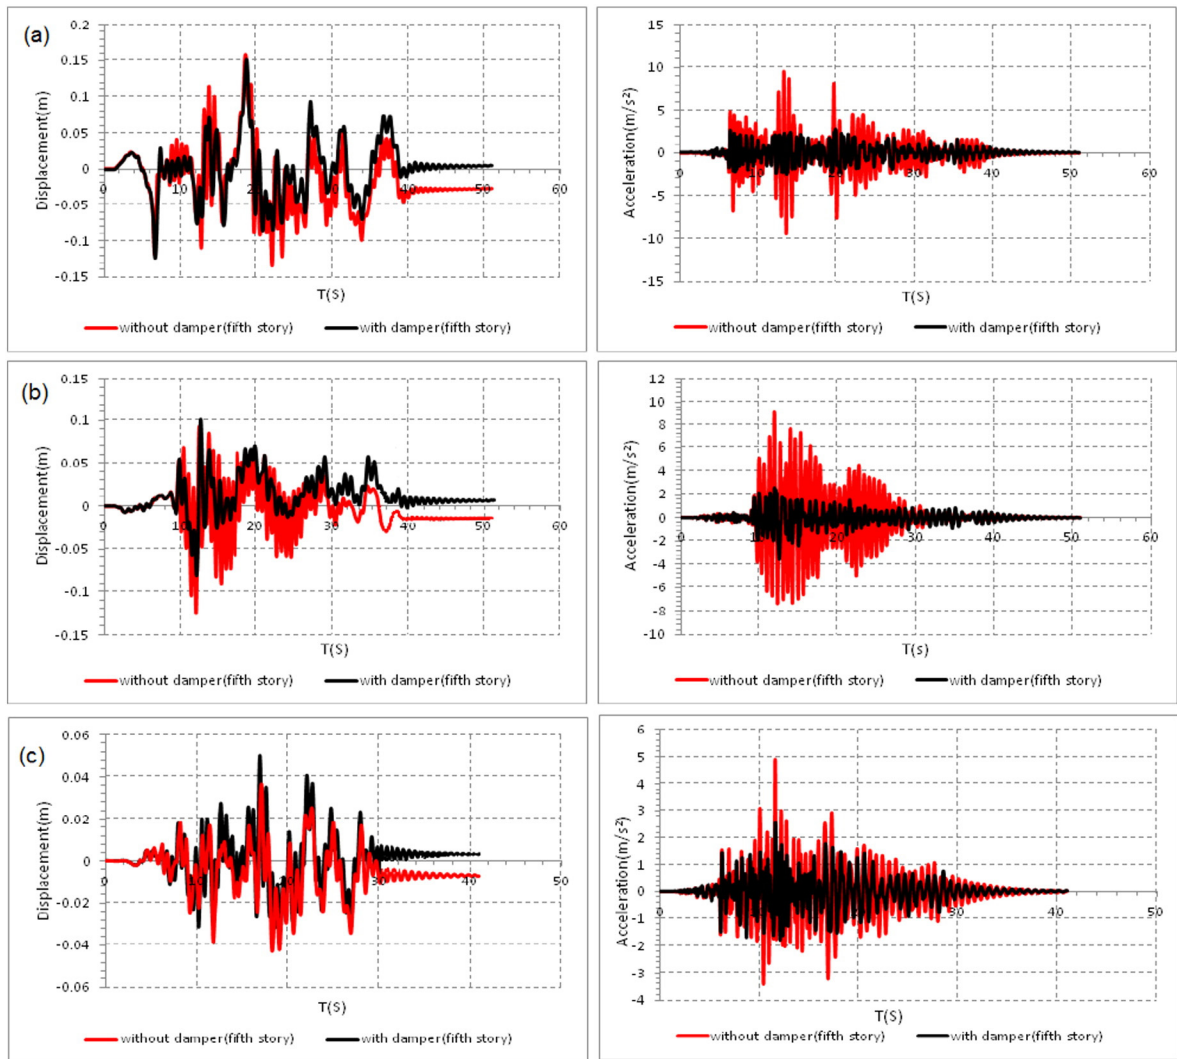 (a)
Displacement(m)
0.2
0.15
0.1
0.05
0
-0.05
-0.1
-0.15
0 10 20 30 40 50 60
T(S)
without damper(fifth story) with damper(fifth story)
Acceleration(m/s²)
15
10
5
0
-5
-10
-15
0 10 20 30 40 50 60
T(S)
without damper(fifth story) with damper(fifth story)
(b)
Displacement(m)
0.15
0.1
0.05
0
-0.05
-0.1
-0.15
0 10 20 30 40 50 60
T(S)
without damper(fifth story) with damper(fifth story)
Acceleration(m/s²)
12
10
8
6
4
2
0
-2
-4
-6
-8
-10
0 10 20 30 40 50 60
T(S)
without damper(fifth story) with damper(fifth story)
(c)
Displacement(m)
0.06
0.04
0.02
0
-0.02
-0.04
-0.06
0 10 20 30 40 50
T(S)
without damper(fifth story) with damper(fifth story)
Acceleration(m/s²)
6
5
4
3
2
1
0
-1
-2
-3
-4
0 10 20 30 40 50
T(S)
without damper(fifth story) with damper(fifth story)